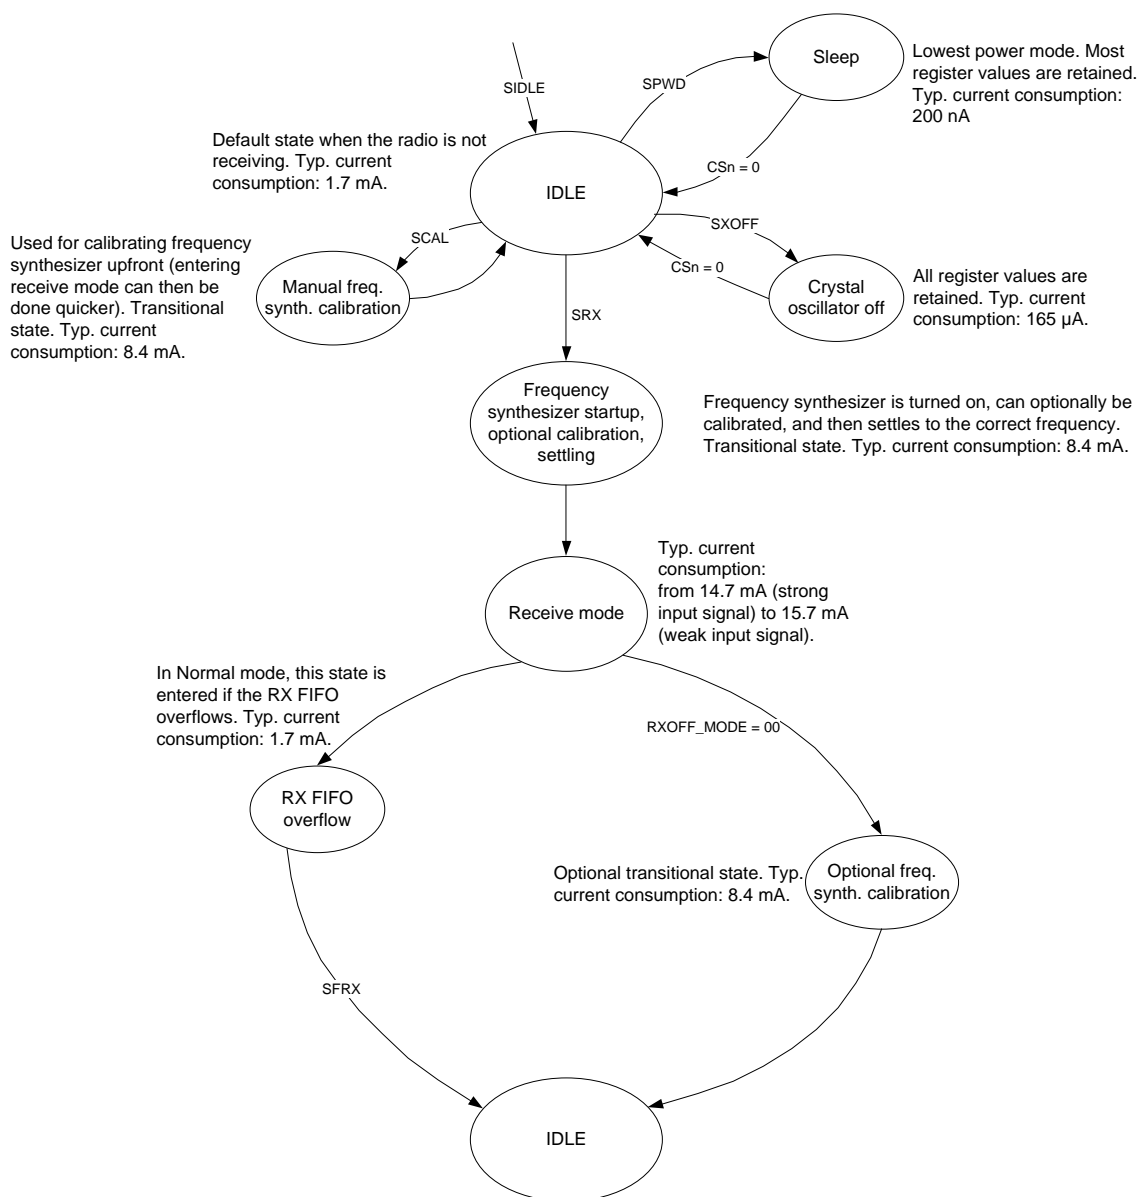 Sleep
Lowest power mode. Most
register values are retained.
Typ. current consumption:
200 nA
SIDLE
SPWD
Default state when the radio is not
receiving. Typ. current
consumption: 1.7 mA.
CSn = 0
IDLE
SCAL
SXOFF
Used for calibrating frequency
synthesizer upfront (entering
receive mode can then be
done quicker). Transitional
state. Typ. current
consumption: 8.4 mA.
Manual freq.
synth. calibration
CSn = 0
Crystal
oscillator off
All register values are
retained. Typ. current
consumption: 165 µA.
SRX
Frequency
synthesizer startup,
optional calibration,
settling
Frequency synthesizer is turned on, can optionally be
calibrated, and then settles to the correct frequency.
Transitional state. Typ. current consumption: 8.4 mA.
Receive mode
Typ. current
consumption:
from 14.7 mA (strong
input signal) to 15.7 mA
(weak input signal).
In Normal mode, this state is
entered if the RX FIFO
overflows. Typ. current
consumption: 1.7 mA.
RXOFF_MODE = 00
RX FIFO
overflow
Optional transitional state. Typ.
current consumption: 8.4 mA.
Optional freq.
synth. calibration
SFRX
IDLE